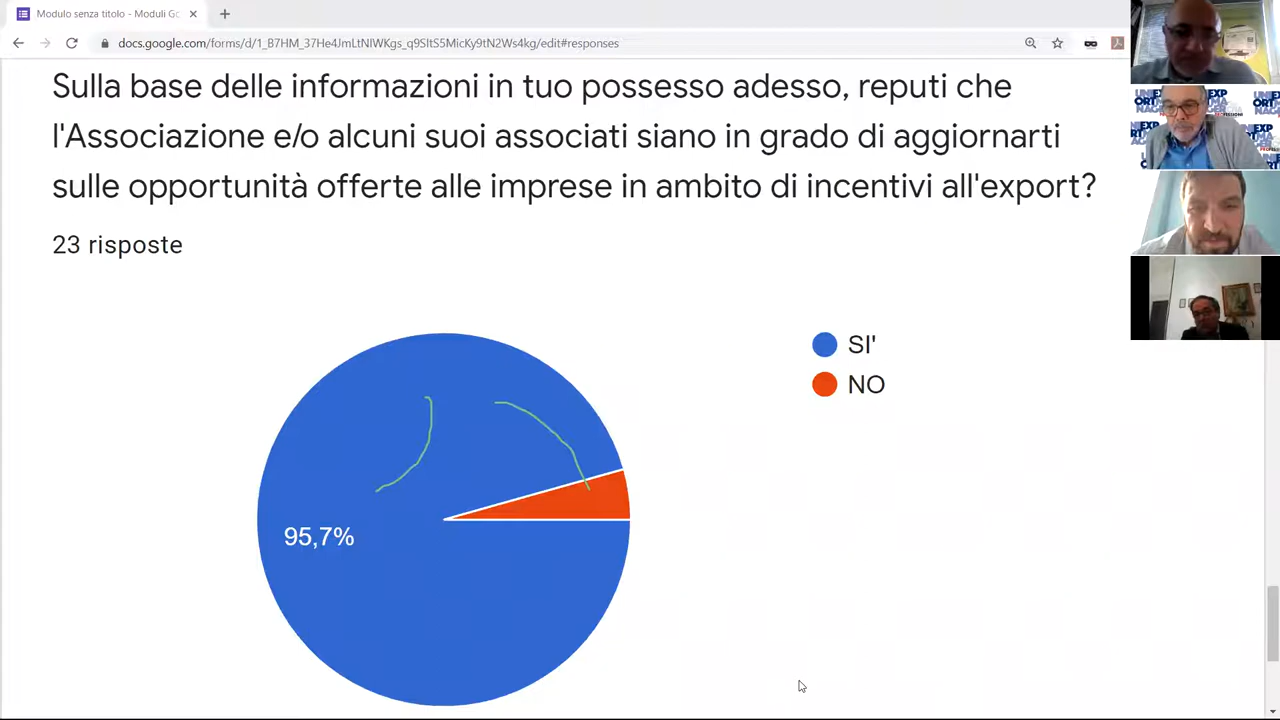 Modulo senza titolo - Moduli Go
docs.google.com/forms/d/1_B7HM_37He4JmLtNIWKgs_q9SItS5MicKy9tN2Ws4kg/edit#responses
Sulla base delle informazioni in tuo possesso adesso, reputi che
l'Associazione e/o alcuni suoi associati siano in grado di aggiornarti
sulle opportunità offerte alle imprese in ambito di incentivi all'export?
23 risposte
SI'
NO
95,7%